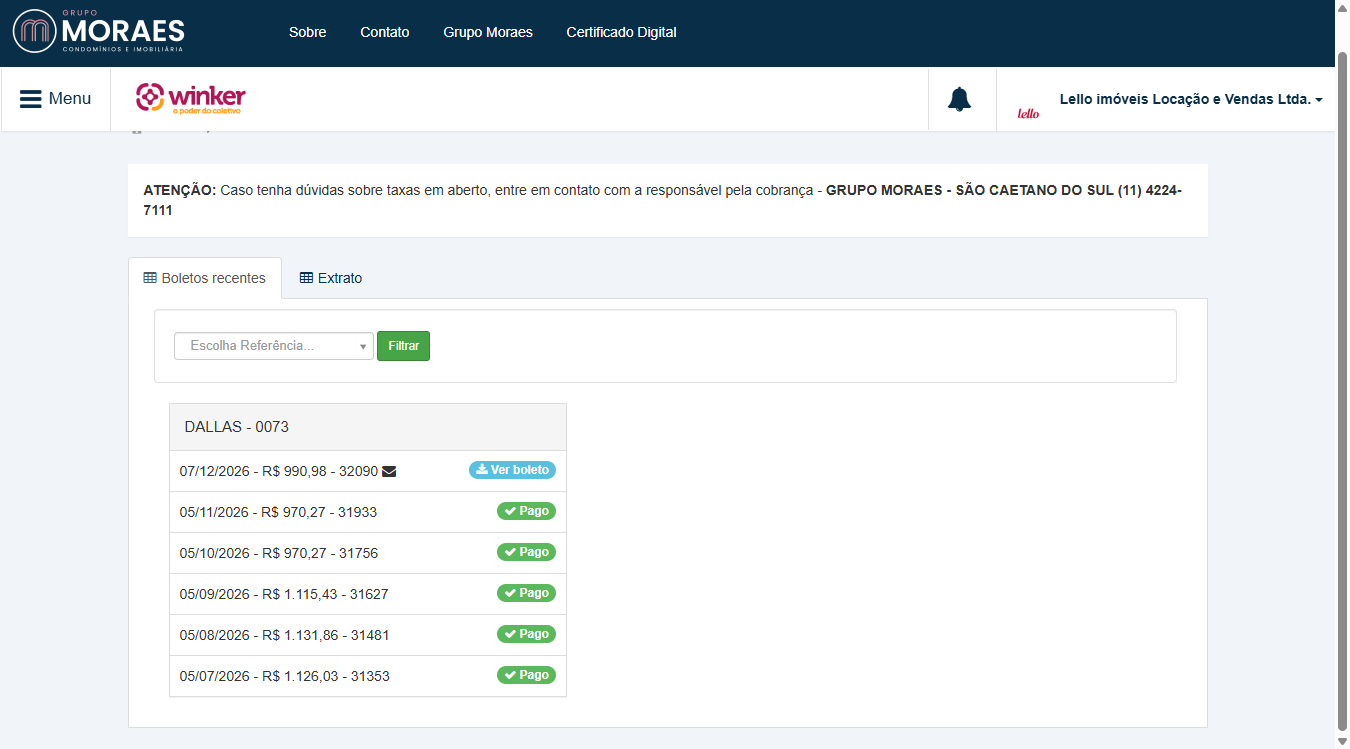 GRUPO
MORAES
CONDOMÍNIOS E IMOBILIÁRIA
Sobre
Contato
Grupo Moraes
Certificado Digital
Menu
winker
o poder do coletivo
lello
Lello imóveis Locação e Vendas Ltda.
ATENÇÃO: Caso tenha dúvidas sobre taxas em aberto, entre em contato com a responsável pela cobrança - GRUPO MORAES - SÃO CAETANO DO SUL (11) 4224-
7111
Boletos recentes
Extrato
Escolha Referência...
Filtrar
DALLAS - 0073
07/12/2026 - R$ 990,98 - 32090 Ver boleto
05/11/2026 - R$ 970,27 - 31933 Pago
05/10/2026 - R$ 970,27 - 31756 Pago
05/09/2026 - R$ 1.115,43 - 31627 Pago
05/08/2026 - R$ 1.131,86 - 31481 Pago
05/07/2026 - R$ 1.126,03 - 31353 Pago